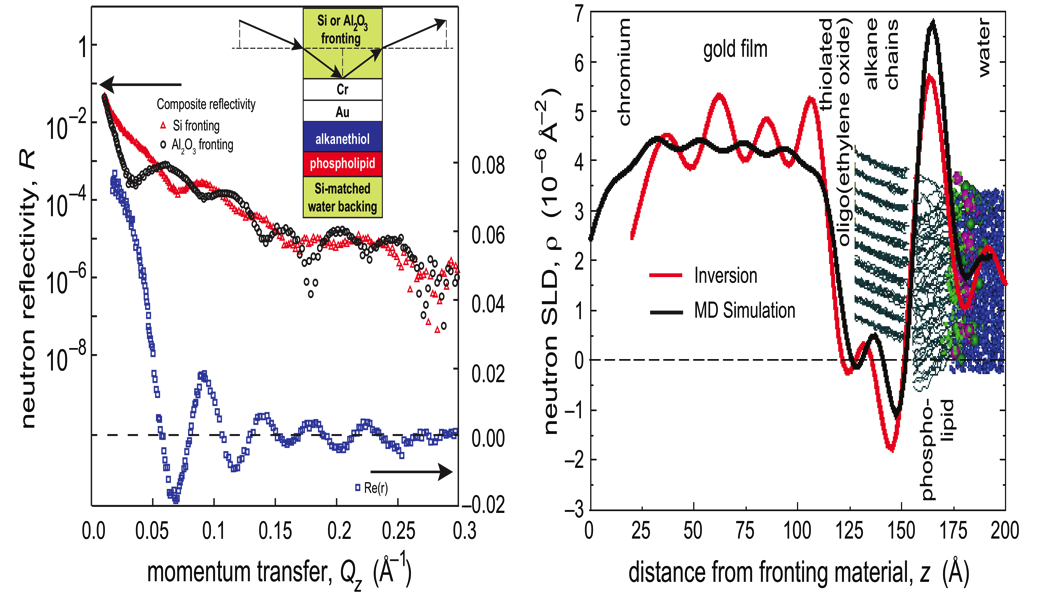 neutron reflectivity, R
1
10⁻²
10⁻⁴
10⁻⁶
10⁻⁸
Composite reflectivity
Si fronting
Al₂O₃ fronting
Si or Al₂O₃
fronting
Cr
Au
alkanethiol
phospholipid
Si-matched
water backing
0.08
0.06
0.04
0.02
0.00
–0.02
Re(r)
0.0
0.05
0.1
0.15
0.2
0.25
0.3
momentum transfer, Q_z (Å⁻¹)
neutron SLD, ρ (10⁻⁶ Å⁻²)
7
6
5
4
3
2
1
0
–1
–2
–3
chromium
gold film
thiolated
oligo(ethylene oxide)
alkane
chains
water
Inversion
MD Simulation
phospho-
lipid
0
25
50
75
100
125
150
175
200
distance from fronting material, z (Å)